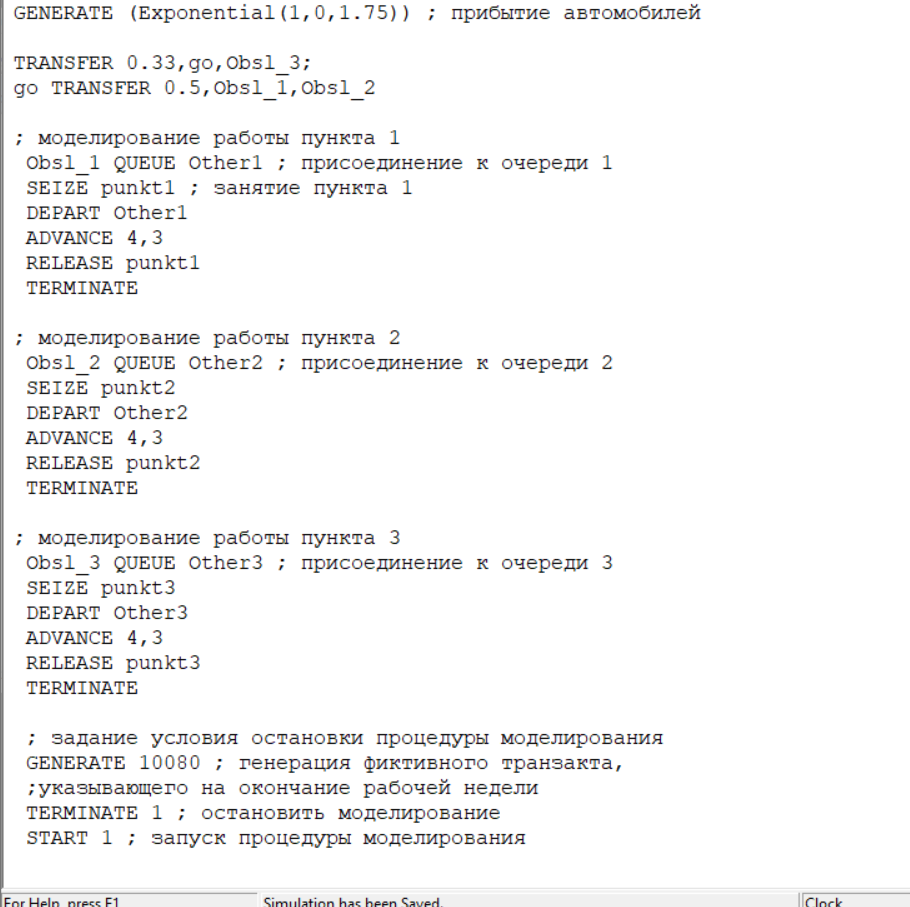 GENERATE (Exponential(1,0,1.75)) ; прибытие автомобилей
TRANSFER 0.33,go,Obsl_3;
go TRANSFER 0.5,Obsl_1,Obsl_2
; моделирование работы пункта 1
Obsl_1 QUEUE Other1 ; присоединение к очереди 1
SEIZE punkt1 ; занятие пункта 1
DEPART Other1
ADVANCE 4,3
RELEASE punkt1
TERMINATE
; моделирование работы пункта 2
Obsl_2 QUEUE Other2 ; присоединение к очереди 2
SEIZE punkt2
DEPART Other2
ADVANCE 4,3
RELEASE punkt2
TERMINATE
; моделирование работы пункта 3
Obsl_3 QUEUE Other3 ; присоединение к очереди 3
SEIZE punkt3
DEPART Other3
ADVANCE 4,3
RELEASE punkt3
TERMINATE
; задание условия остановки процедуры моделирования
GENERATE 10080 ; генерация фиктивного транзакта,
;указывающего на окончание рабочей недели
TERMINATE 1 ; остановить моделирование
START 1 ; запуск процедуры моделирования
For Help, press F1 Simulation has been Saved. Clock